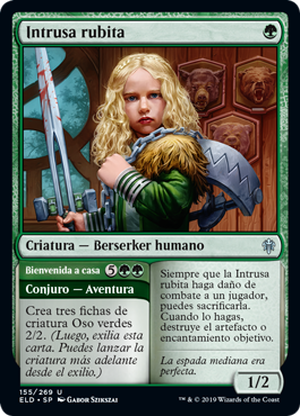 Intrusa rubita
Criatura — Berserker humano
Bienvenida a casa 5
Conjuro — Aventura
Crea tres fichas de
criatura Oso verdes
2/2. (Luego, exilia esta
carta. Puedes lanzar la
criatura más adelante
desde el exilio.)
Siempre que la Intrusa
rubita haga daño de
combate a un jugador,
puedes sacrificarla.
Cuando lo hagas,
destruye el artefacto o
encantamiento objetivo.
La espada mediana era
perfecta.
1/2
155/269 U
ELD • SP GABOR SZIKSZAI
™ & © 2019 Wizards of the Coast